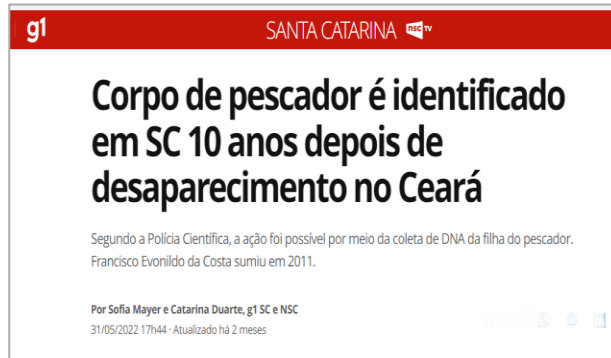 g1 SANTA CATARINA nsc TV
Corpo de pescador é identificado
em SC 10 anos depois de
desaparecimento no Ceará
Segundo a Polícia Científica, a ação foi possível por meio da coleta de DNA da filha do pescador.
Francisco Evonildo da Costa sumiu em 2011.
Por Sofia Mayer e Catarina Duarte, g1 SC e NSC
31/05/2022 17h44 · Atualizado há 2 meses